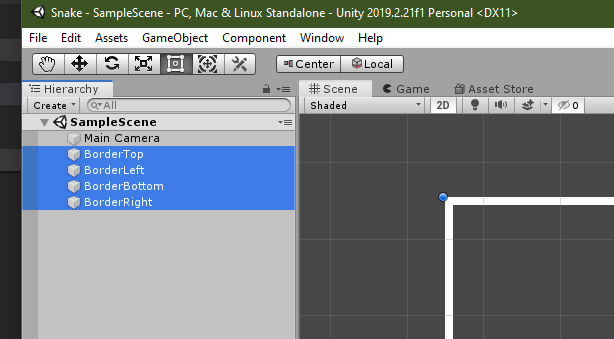 Snake - SampleScene - PC, Mac & Linux Standalone - Unity 2019.2.21f1 Personal <DX11>
File Edit Assets GameObject Component Window Help
Center Local
Hierarchy Scene Game Asset Store
Create All Shaded 2D 0
SampleScene
Main Camera
BorderTop
BorderLeft
BorderBottom
BorderRight